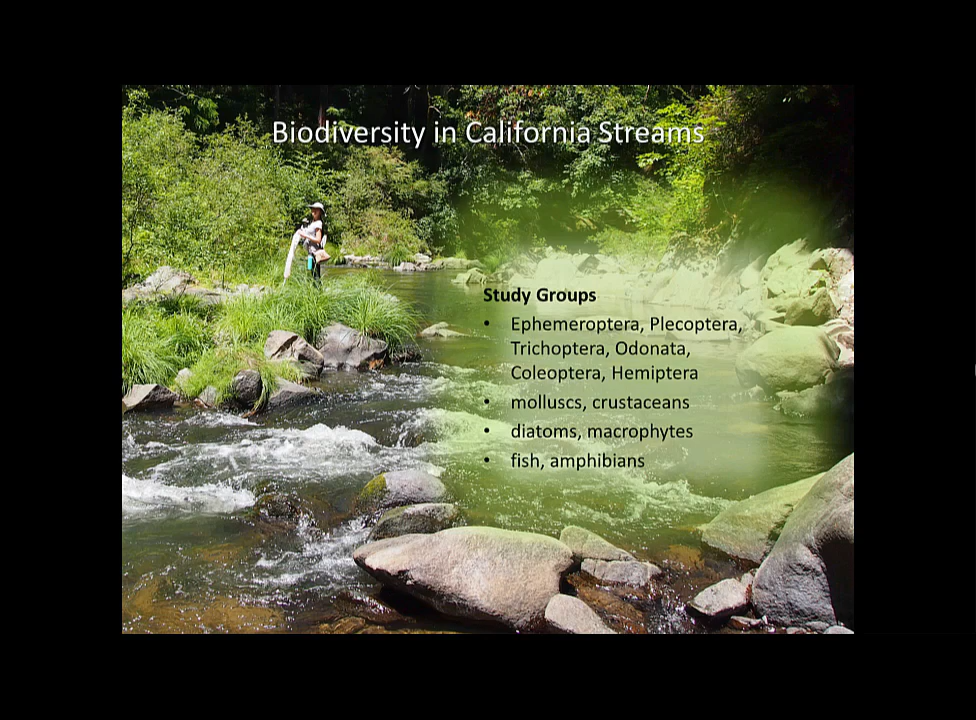 Biodiversity in California Streams
Study Groups
• Ephemeroptera, Plecoptera,
Trichoptera, Odonata,
Coleoptera, Hemiptera
• molluscs, crustaceans
• diatoms, macrophytes
• fish, amphibians